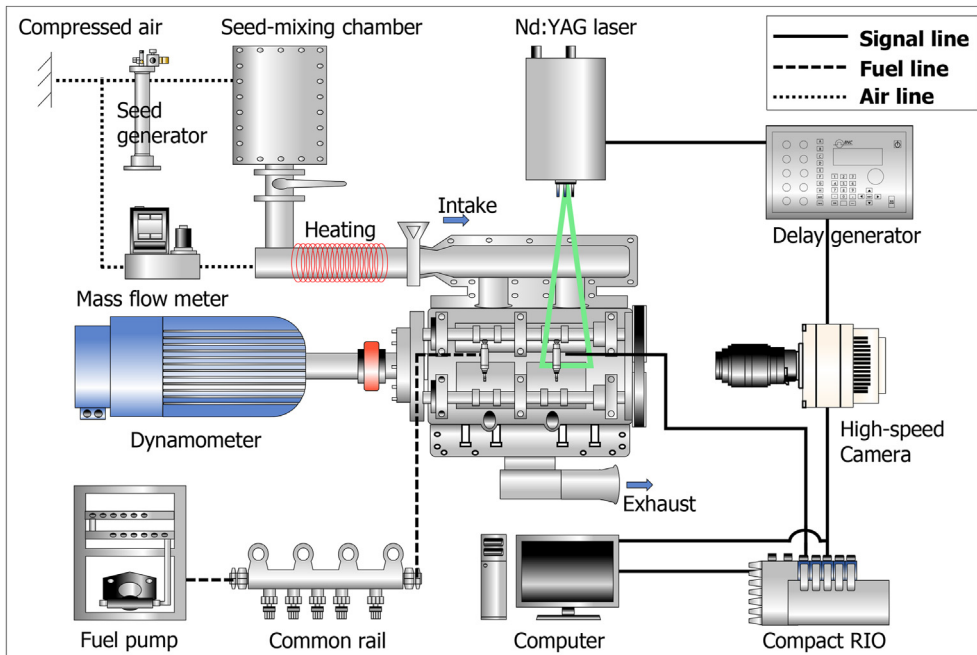 Compressed air
Seed-mixing chamber
Nd:YAG laser
Signal line
Fuel line
Air line
Seed
generator
Delay generator
Intake
Heating
Mass flow meter
Dynamometer
High-speed
Camera
Exhaust
Fuel pump
Common rail
Computer
Compact RIO